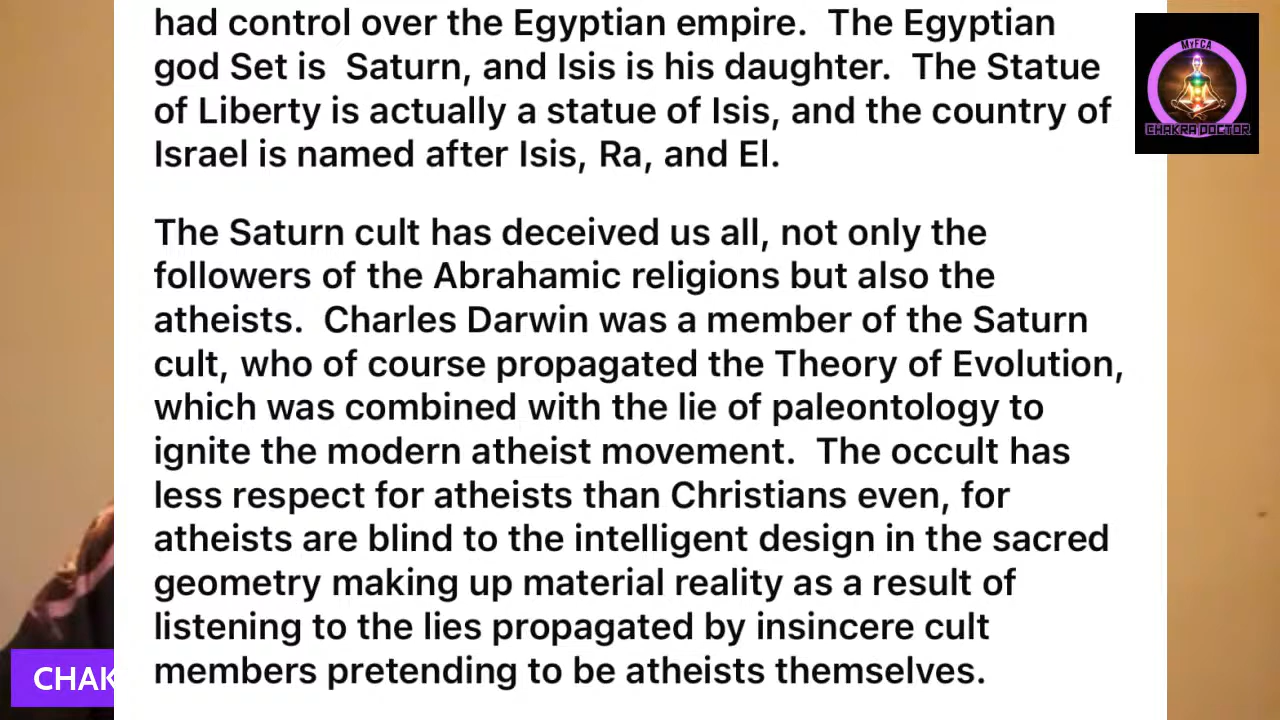 had control over the Egyptian empire.  The Egyptian
god Set is  Saturn, and Isis is his daughter.  The Statue
of Liberty is actually a statue of Isis, and the country of
Israel is named after Isis, Ra, and El.
The Saturn cult has deceived us all, not only the
followers of the Abrahamic religions but also the
atheists.  Charles Darwin was a member of the Saturn
cult, who of course propagated the Theory of Evolution,
which was combined with the lie of paleontology to
ignite the modern atheist movement.  The occult has
less respect for atheists than Christians even, for
atheists are blind to the intelligent design in the sacred
geometry making up material reality as a result of
listening to the lies propagated by insincere cult
members pretending to be atheists themselves.
MYFCA
CHAKRA DOCTOR
CHAK